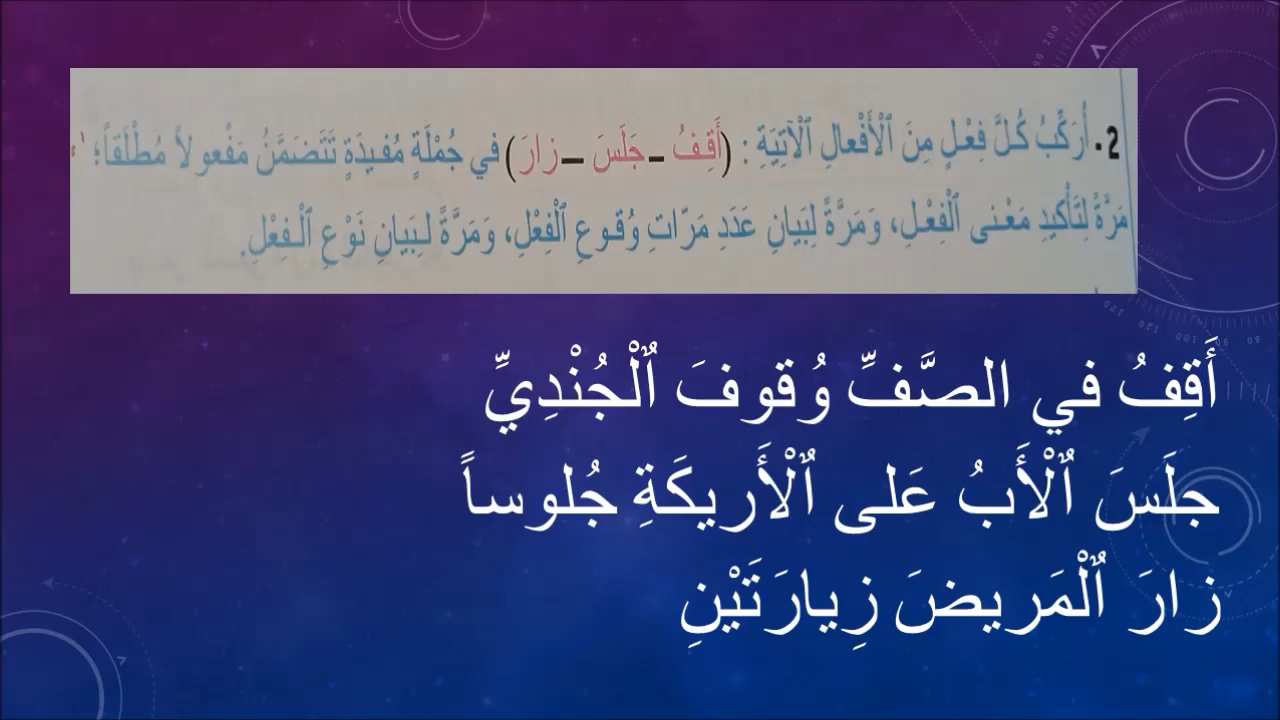 2. أُرَكِّبُ كُلَّ فِعْلٍ مِنَ ٱلْأَفْعالِ ٱلْآتِيَةِ : (أَقِفُ - جَلَسَ - زارَ) في جُمْلَةٍ مُفيدَةٍ تَتَضَمَّنُ مَفْعولاً مُطْلَقاً؛
مَرَّةً لِتَأْكيدِ مَعْنى ٱلْفِعْلِ، وَمَرَّةً لِبَيانِ عَدَدِ مَرّاتِ وُقوعِ ٱلْفِعْلِ، وَمَرَّةً لِبَيانِ نَوْعِ ٱلْفِعْلِ.
أَقِفُ في الصَّفِّ وُقوفَ ٱلْجُنْدِيِّ
جلَسَ ٱلْأَبُ عَلى ٱلْأَريكَةِ جُلوساً
زارَ ٱلْمَريضَ زِيارَتَيْنِ